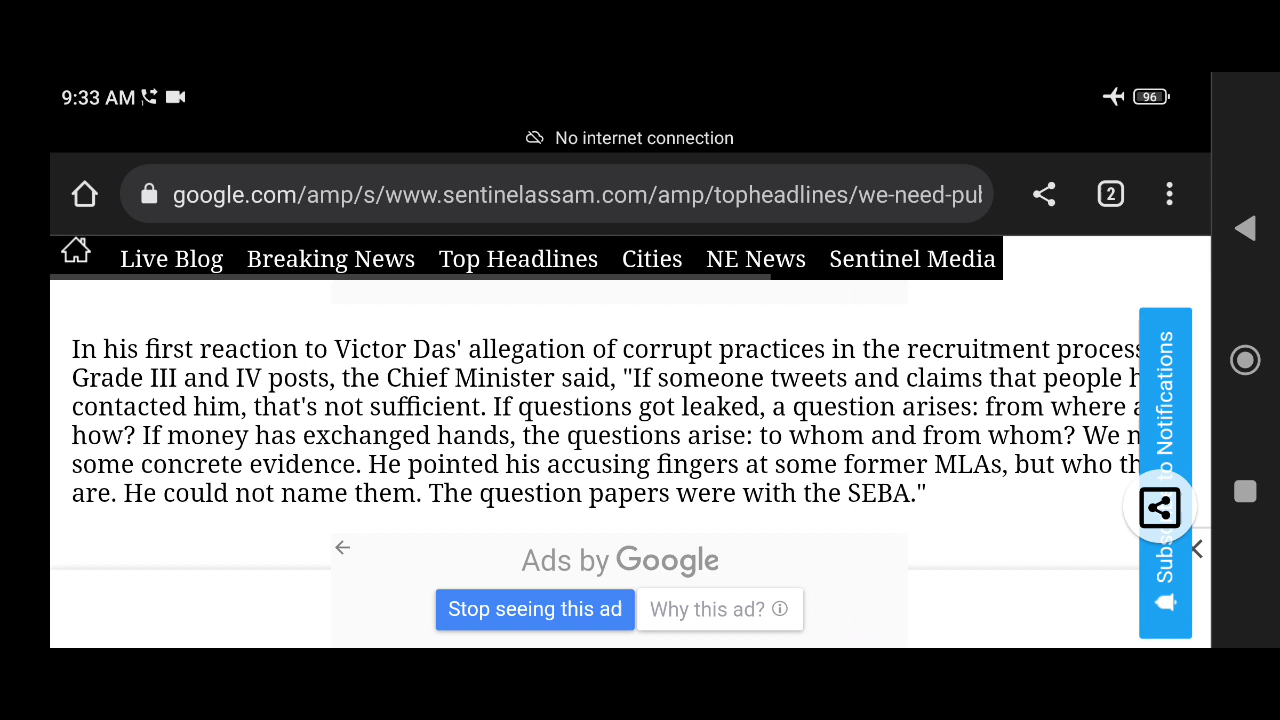 9:33 AM
96
No internet connection
google.com/amp/s/www.sentinelassam.com/amp/topheadlines/we-need-pul
2
Live Blog Breaking News Top Headlines Cities NE News Sentinel Media
In his first reaction to Victor Das' allegation of corrupt practices in the recruitment process
Grade III and IV posts, the Chief Minister said, "If someone tweets and claims that people
contacted him, that's not sufficient. If questions got leaked, a question arises: from where
how? If money has exchanged hands, the questions arise: to whom and from whom? We
some concrete evidence. He pointed his accusing fingers at some former MLAs, but who
are. He could not name them. The question papers were with the SEBA."
to Notifications
Ads by Google
Stop seeing this ad
Why this ad?